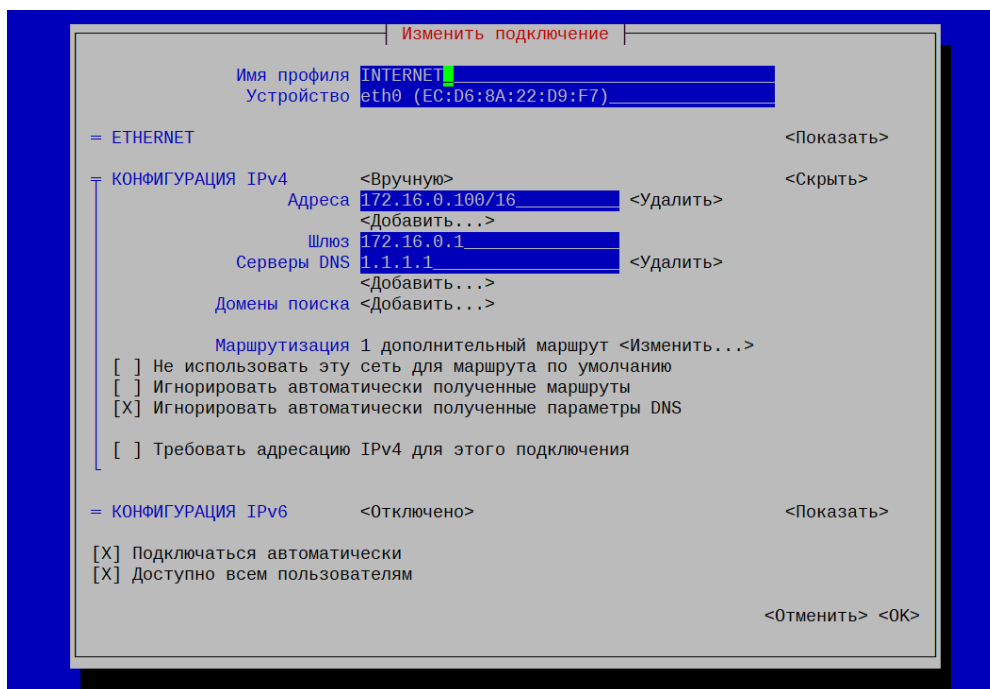 Изменить подключение
Имя профиля INTERNET
Устройство eth0 (EC:D6:8A:22:D9:F7)
= ETHERNET <Показать>
= КОНФИГУРАЦИЯ IPv4 <Вручную> <Скрыть>
Адреса 172.16.0.100/16 <Удалить>
<Добавить...>
Шлюз 172.16.0.1
Серверы DNS 1.1.1.1 <Удалить>
<Добавить...>
Домены поиска <Добавить...>
Маршрутизация 1 дополнительный маршрут <Изменить...>
[ ] Не использовать эту сеть для маршрута по умолчанию
[ ] Игнорировать автоматически полученные маршруты
[X] Игнорировать автоматически полученные параметры DNS
[ ] Требовать адресацию IPv4 для этого подключения
= КОНФИГУРАЦИЯ IPv6 <Отключено> <Показать>
[X] Подключаться автоматически
[X] Доступно всем пользователям
<Отменить> <OK>